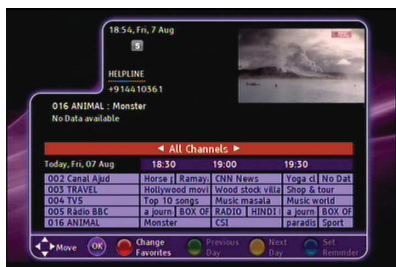 18:54, Fri, 7 Aug
S
HELPLINE
+914410361
016 ANIMAL : Monster
No Data available
◄ All Channels ►
Today, Fri, 07 Aug 18:30 19:00 19:30
002 Canal Ajud Horse Ramay. CNN News Yoga cl No Dat
003 TRAVEL Hollywood movi Wood stock villa Shop & tour
004 TV5 Top 10 songs Music masala Music world
005 Radio BBC a journ BOX OF RADIO HINDI a journ BOX OF
016 ANIMAL Monster CSI paradis Sport
Move OK Change Favorites Previous Day Next Day Set Reminder